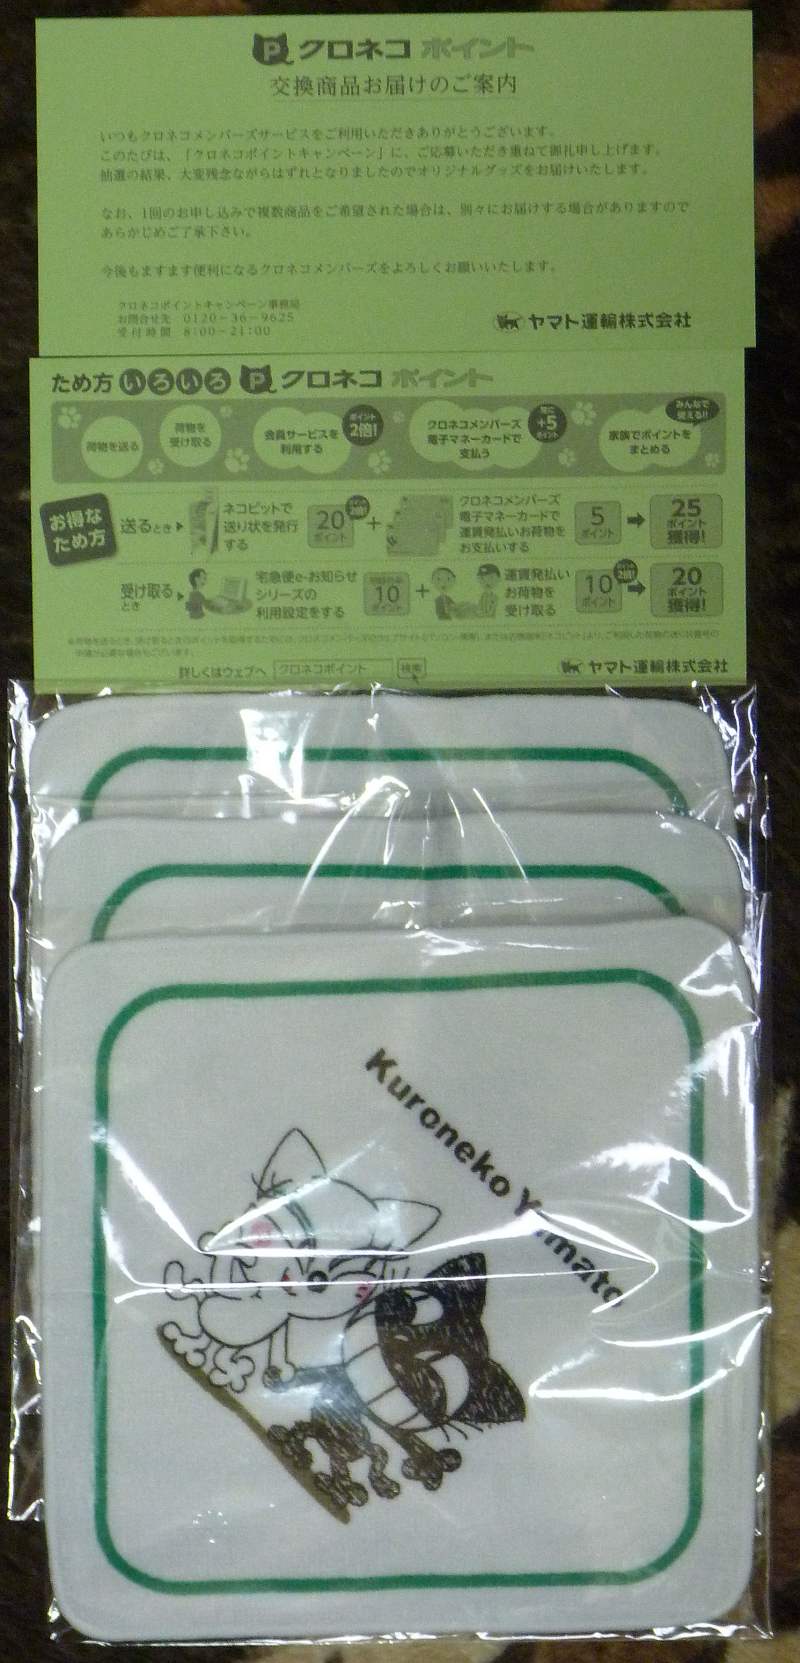 P クロネコ ポイント
交換商品お届けのご案内
いつもクロネコメンバーズサービスをご利用いただきありがとうございます。
このたびは、「クロネコポイントキャンペーン」に、ご応募いただき重ねて御礼申し上げます。
抽選の結果、大変残念ながらはずれとなりましたのでオリジナルグッズをお届けいたします。
なお、1回のお申し込みで複数商品をご希望された場合は、別々にお届けする場合がありますので
あらかじめご了承下さい。
今後もますます便利になるクロネコメンバーズをよろしくお願いいたします。
クロネコポイントキャンペーン事務局
お問合せ先 0120-36-9625
受付時間 8:00~21:00
ヤマト運輸株式会社
ため方いろいろ P クロネコ ポイント
荷物を送る
荷物を
受け取る
会員サービスを
利用する
ポイント
2倍!
クロネコメンバーズ
電子マネーカードで
支払う
常に
+5
ポイント
家族でポイントを
まとめる
みんなで
使える!!
お得な
ため方
送るとき
ネコピットで
送り状を発行
する
20
ポイント
+
クロネコメンバーズ
電子マネーカードで
運賃発払いお荷物を
お支払いする
5
ポイント
25
ポイント
獲得!
受け取る
とき
宅急便e-お知らせ
シリーズの
利用設定をする
10
ポイント
+
運賃発払い
お荷物を
受け取る
10
ポイント
20
ポイント
獲得!
詳しくはウェブへ クロネコポイント 検索
ヤマト運輸株式会社
Kuroneko Yamato